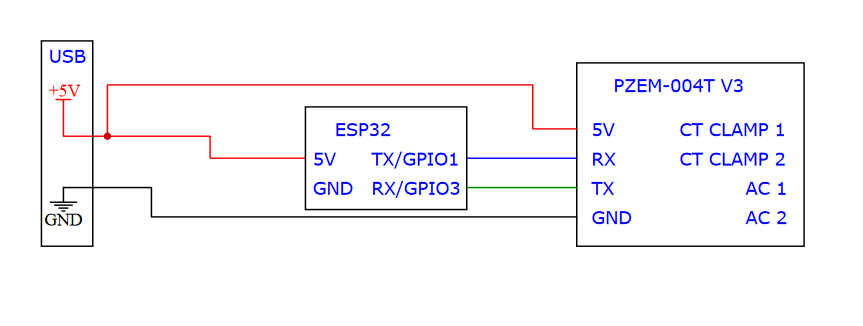 USB
+5V
GND
ESP32
5V TX/GPIO1
GND RX/GPIO3
PZEM-004T V3
5V CT CLAMP 1
RX CT CLAMP 2
TX AC 1
GND AC 2